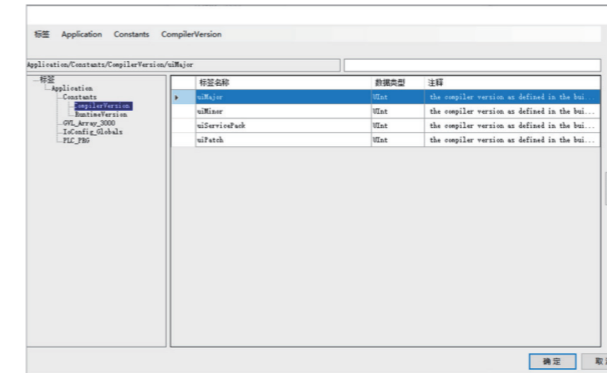 标签 Application Constants CompilerVersion
Application/Constants/CompilerVersion/uiMajor
标签
Application
Constants
CompilerVersion
RuntimeVersion
GVL_Array_3000
IoConfig_Globals
PLC_PRG
标签名称 数据类型 注释
uiMajor UInt the compiler version as defined in the bui...
uiMinor UInt the compiler version as defined in the bui...
uiServicePack UInt the compiler version as defined in the bui...
uiPatch UInt the compiler version as defined in the bui...
确定 取